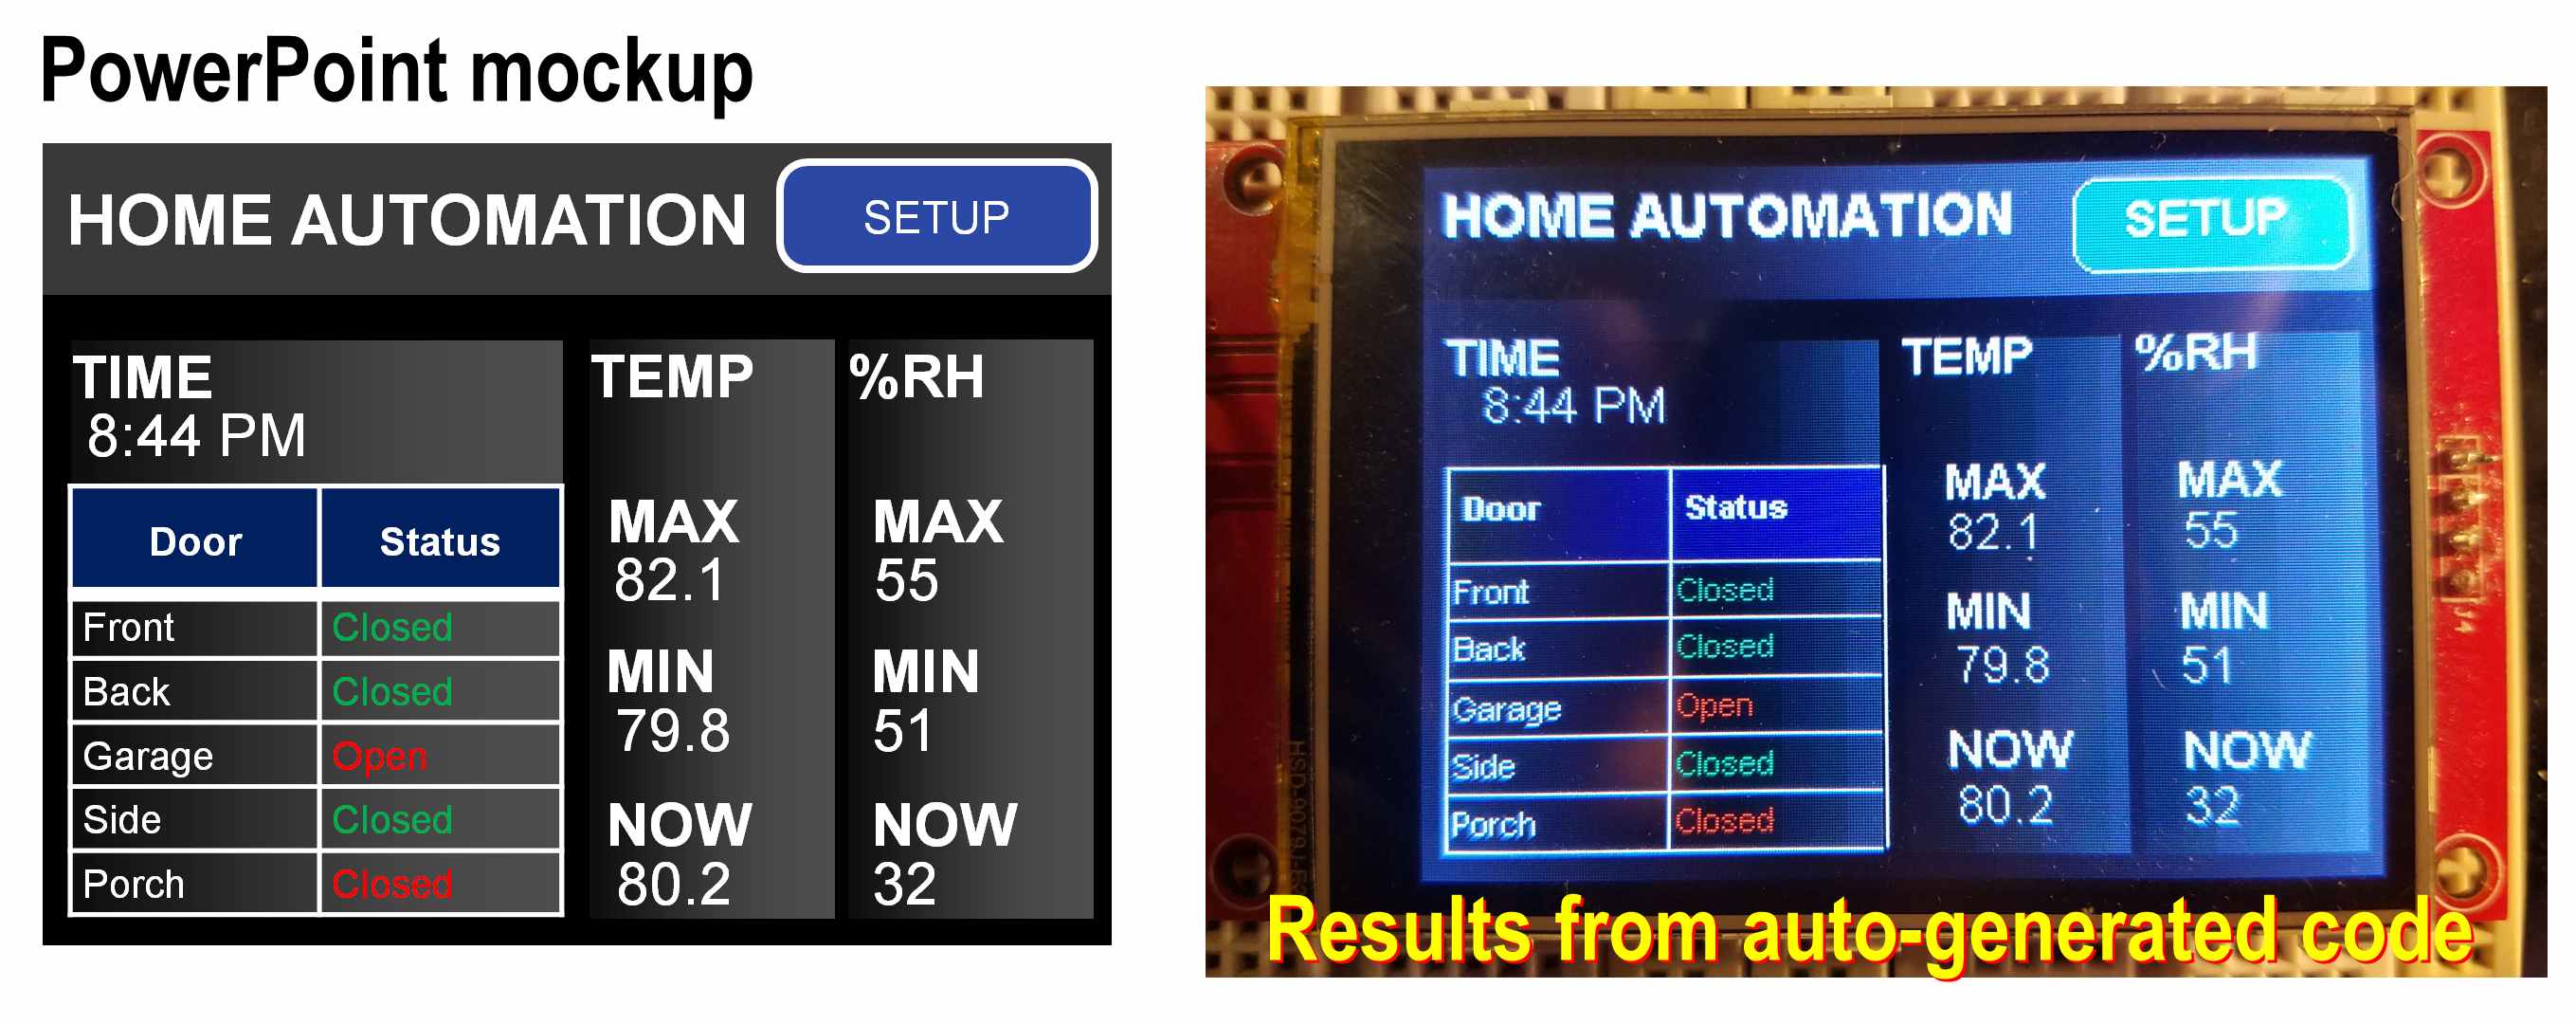 PowerPoint mockup
HOME AUTOMATION SETUP
TIME
8:44 PM
Door Status
Front Closed
Back Closed
Garage Open
Side Closed
Porch Closed
TEMP
MAX
82.1
MIN
79.8
NOW
80.2
%RH
MAX
55
MIN
51
NOW
32
HOME AUTOMATION SETUP
TIME
8:44 PM
Door Status
Front Closed
Back Closed
Garage Open
Side Closed
Porch Closed
TEMP
MAX
82.1
MIN
79.8
NOW
80.2
%RH
MAX
55
MIN
51
NOW
32
J4
Results from auto-generated code